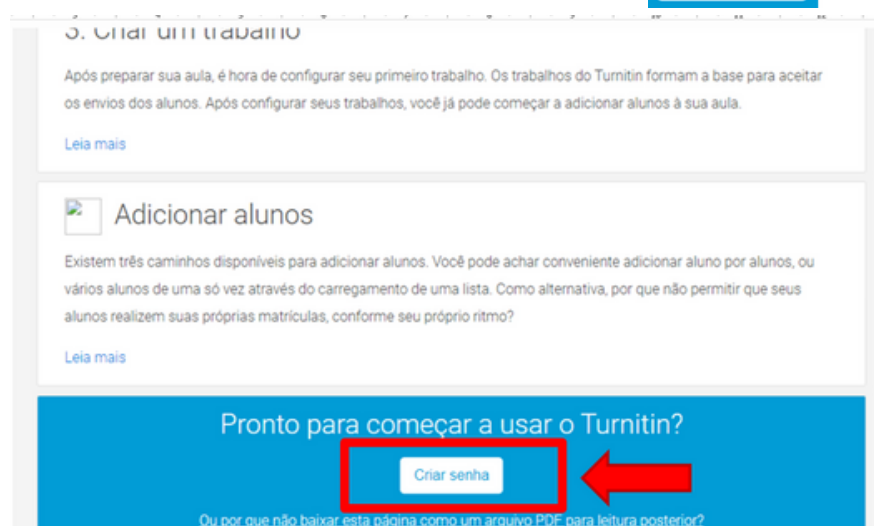 3. Criar um trabalho
Após preparar sua aula, é hora de configurar seu primeiro trabalho. Os trabalhos do Turnitin formam a base para aceitar
os envios dos alunos. Após configurar seus trabalhos, você já pode começar a adicionar alunos à sua aula.
Leia mais
Adicionar alunos
Existem três caminhos disponíveis para adicionar alunos. Você pode achar conveniente adicionar aluno por alunos, ou
vários alunos de uma só vez através do carregamento de uma lista. Como alternativa, por que não permitir que seus
alunos realizem suas próprias matrículas, conforme seu próprio ritmo?
Leia mais
Pronto para começar a usar o Turnitin?
Criar senha
Ou por que não baixar esta página como um arquivo PDF para leitura posterior?